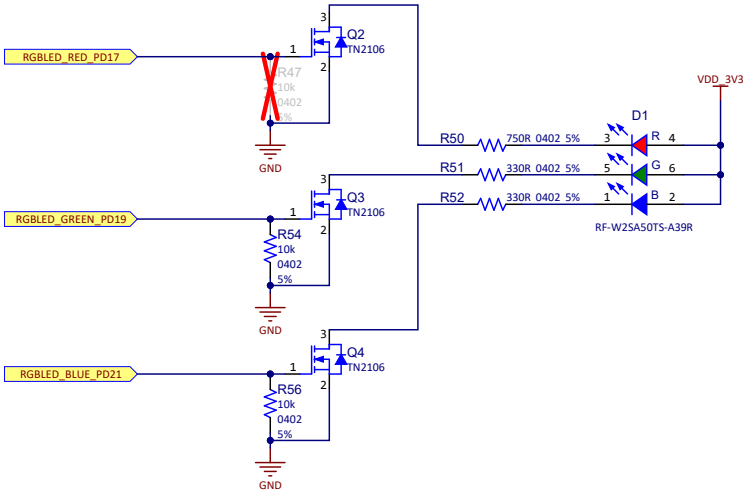 3
Q2
TN2106
RGBLED_RED_PD17
1
2
R47
10k
0402
5%
GND
VDD_3V3
D1
R50
750R 0402 5%
3
R
4
R51
330R 0402 5%
5
G
6
R52
330R 0402 5%
1
B
2
RF-W2SA50TS-A39R
3
Q3
TN2106
RGBLED_GREEN_PD19
1
2
R54
10k
0402
5%
GND
3
Q4
TN2106
RGBLED_BLUE_PD21
1
2
R56
10k
0402
5%
GND